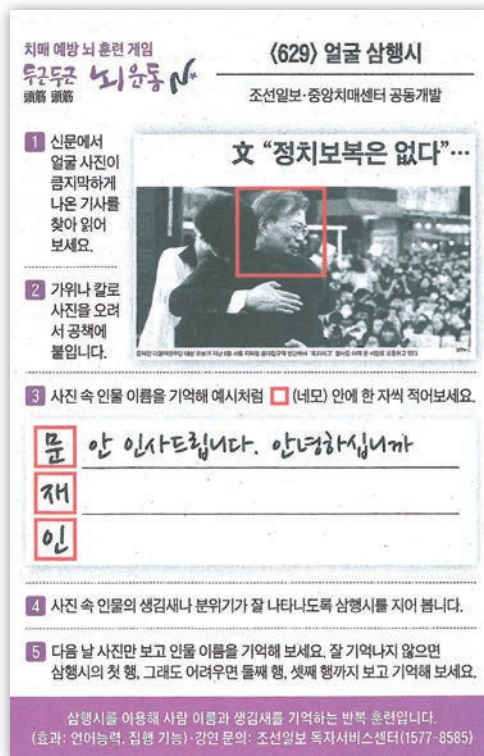 치매 예방 뇌 훈련 게임
두근두근 뇌운동
頭筋 頭筋
〈629〉 얼굴 삼행시
조선일보·중앙치매센터 공동개발
1 신문에서
얼굴 사진이
큼지막하게
나온 기사를
찾아 읽어
보세요.
文 “정치보복은 없다”…
2 가위나 칼로
사진을 오려
서 공책에
붙입니다.
3 사진 속 인물 이름을 기억해 예시처럼 □ (네모) 안에 한 자씩 적어보세요.
문 안 인사드립니다. 안녕하십니까
재
인
4 사진 속 인물의 생김새나 분위기가 잘 나타나도록 삼행시를 지어 봅니다.
5 다음 날 사진만 보고 인물 이름을 기억해 보세요. 잘 기억나지 않으면
삼행시의 첫 행, 그래도 어려우면 둘째 행, 셋째 행까지 보고 기억해 보세요.
삼행시를 이용해 사람 이름과 생김새를 기억하는 반복 훈련입니다.
(효과: 언어능력, 집행 기능)·강연 문의: 조선일보 독자서비스센터(1577-8585)